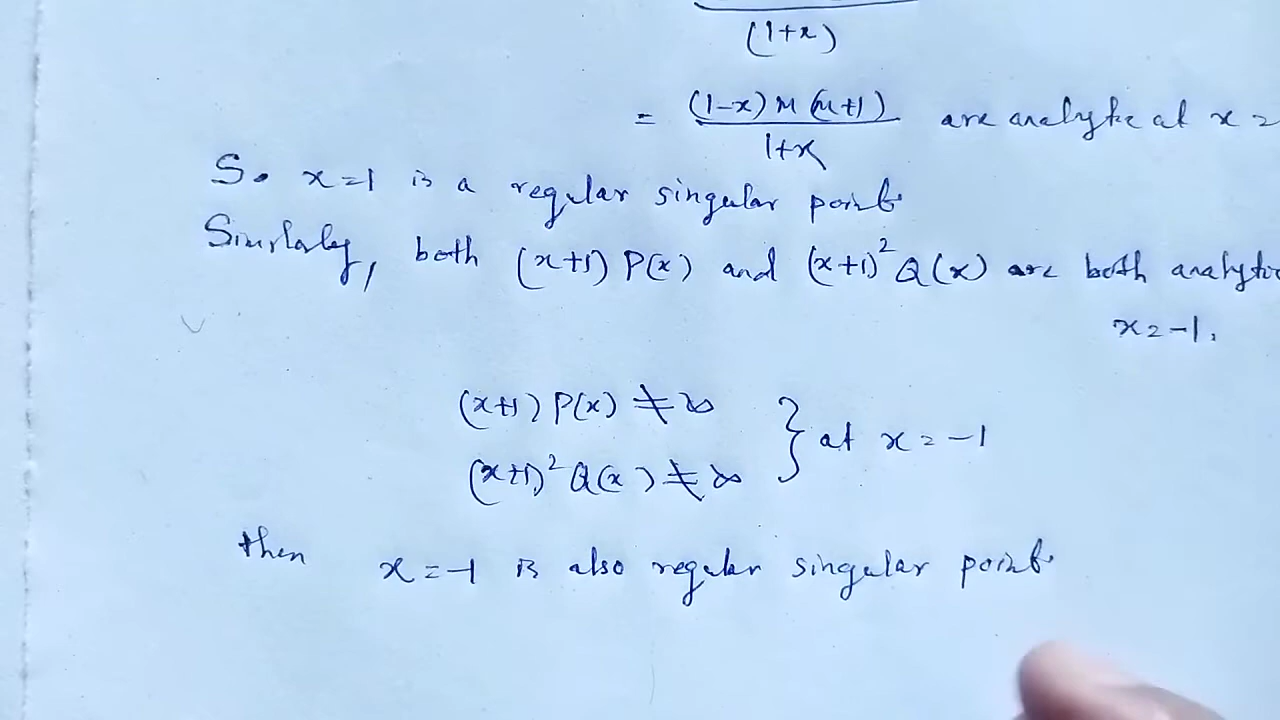 (1+x)
= (1-x) n (n+1) / 1+x are analytic at x =
So x=1 is a regular singular point.
Similarly, both (x+1) P(x) and (x+1)² Q(x) are both analytic
x = -1.
(x+1) P(x) ≠ ∞
(x+1)² Q(x) ≠ ∞ } at x = -1
then x = -1 is also regular singular point.